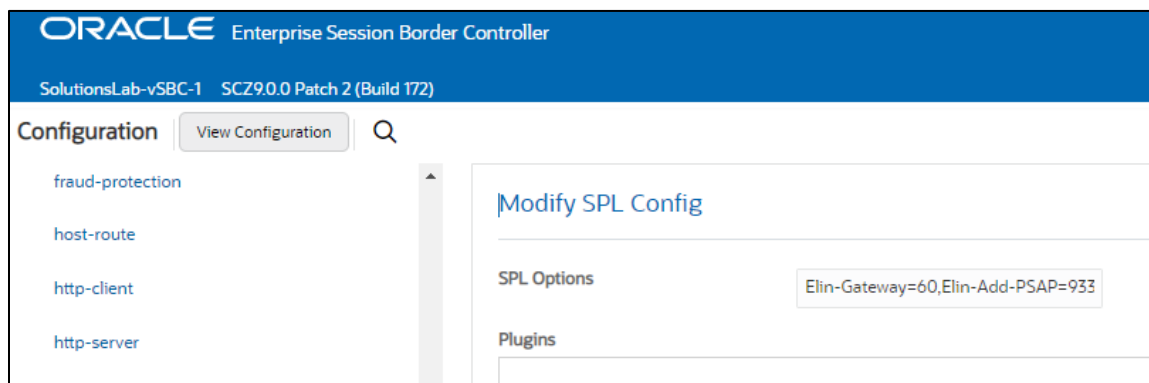 ORACLE Enterprise Session Border Controller
SolutionsLab-vSBC-1 SCZ9.0.0 Patch 2 (Build 172)
Configuration View Configuration
fraud-protection
Modify SPL Config
host-route
SPL Options
Elin-Gateway=60,Elin-Add-PSAP=933
http-client
http-server
Plugins